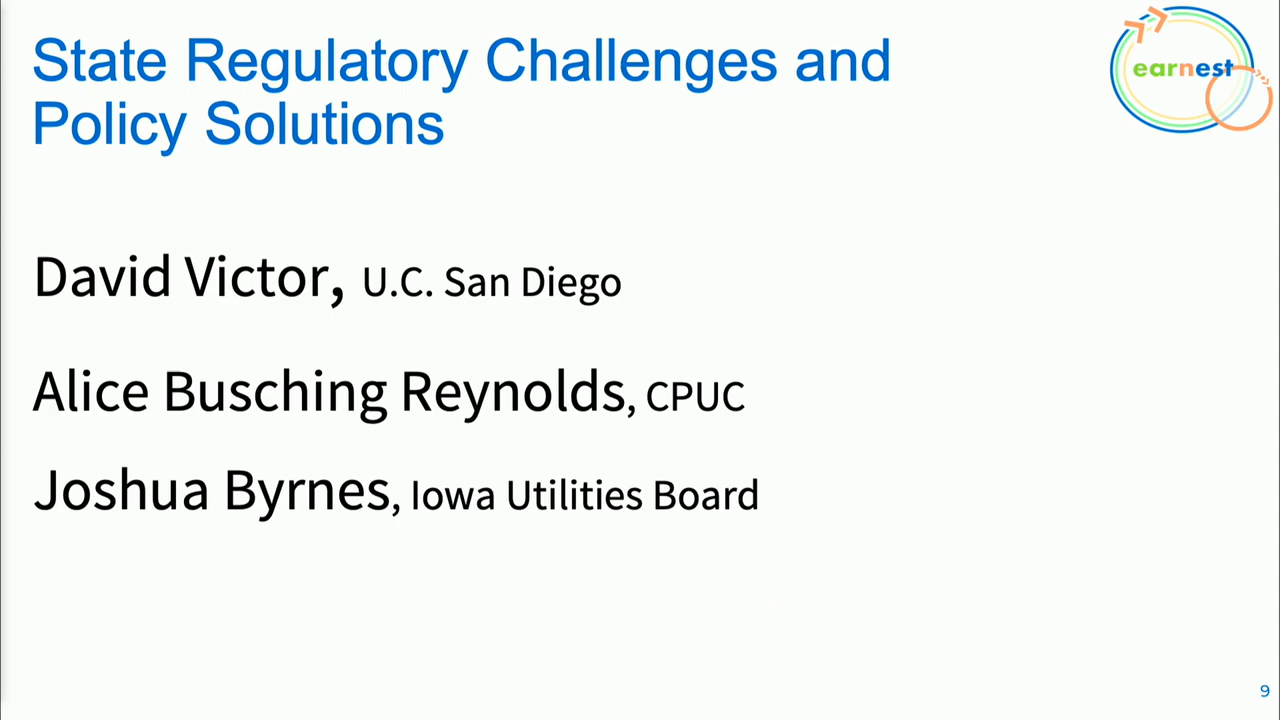 State Regulatory Challenges and
Policy Solutions
earnest
David Victor, U.C. San Diego
Alice Busching Reynolds, CPUC
Joshua Byrnes, Iowa Utilities Board
9